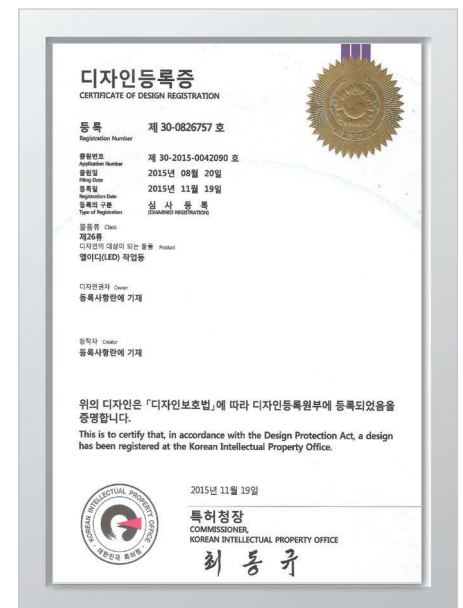 디자인등록증
CERTIFICATE OF DESIGN REGISTRATION
등 록 제 30-0826757 호
Registration Number
출원번호 제 30-2015-0042090 호
Application Number
출원일 2015년 08월 20일
Filing Date
등록일 2015년 11월 19일
Registration Date
등록의 구분 심 사 등 록
Type of Registration (EXAMINED REGISTRATION)
물품류 Class
제26류
디자인의 대상이 되는 물품 Product
엘이디(LED) 작업등
디자인권자 Owner
등록사항란에 기재
창작자 Creator
등록사항란에 기재
위의 디자인은 「디자인보호법」에 따라 디자인등록원부에 등록되었음을
증명합니다.
This is to certify that, in accordance with the Design Protection Act, a design
has been registered at the Korean Intellectual Property Office.
2015년 11월 19일
특허청장
COMMISSIONER,
KOREAN INTELLECTUAL PROPERTY OFFICE
최동규
KOREAN INTELLECTUAL PROPERTY OFFICE
대한민국 특허청